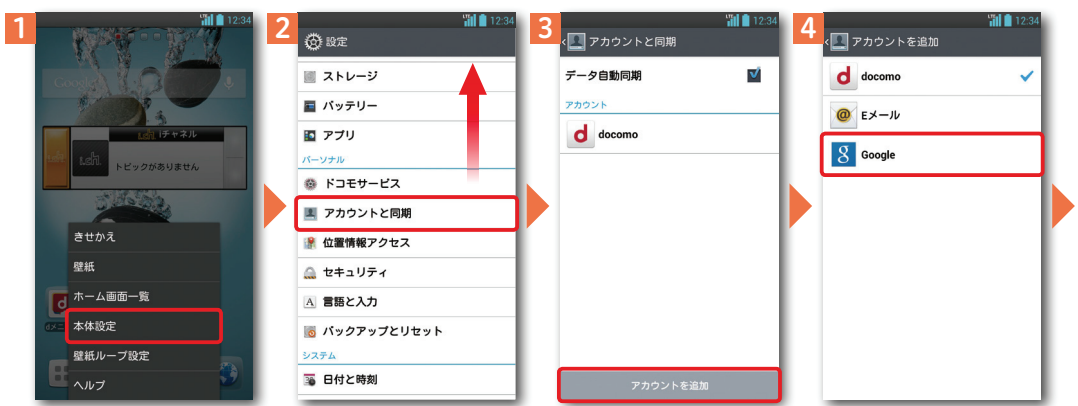 1
12:34
Google
iチャネル
トピックがありません
きせかえ
壁紙
ホーム画面一覧
本体設定
壁紙ループ設定
ヘルプ
2
12:34
設定
ストレージ
バッテリー
アプリ
パーソナル
ドコモサービス
アカウントと同期
位置情報アクセス
セキュリティ
A 言語と入力
バックアップとリセット
システム
日付と時刻
3
12:34
アカウントと同期
データ自動同期
アカウント
d docomo
アカウントを追加
4
12:34
アカウントを追加
d docomo
@ Eメール
8 Google